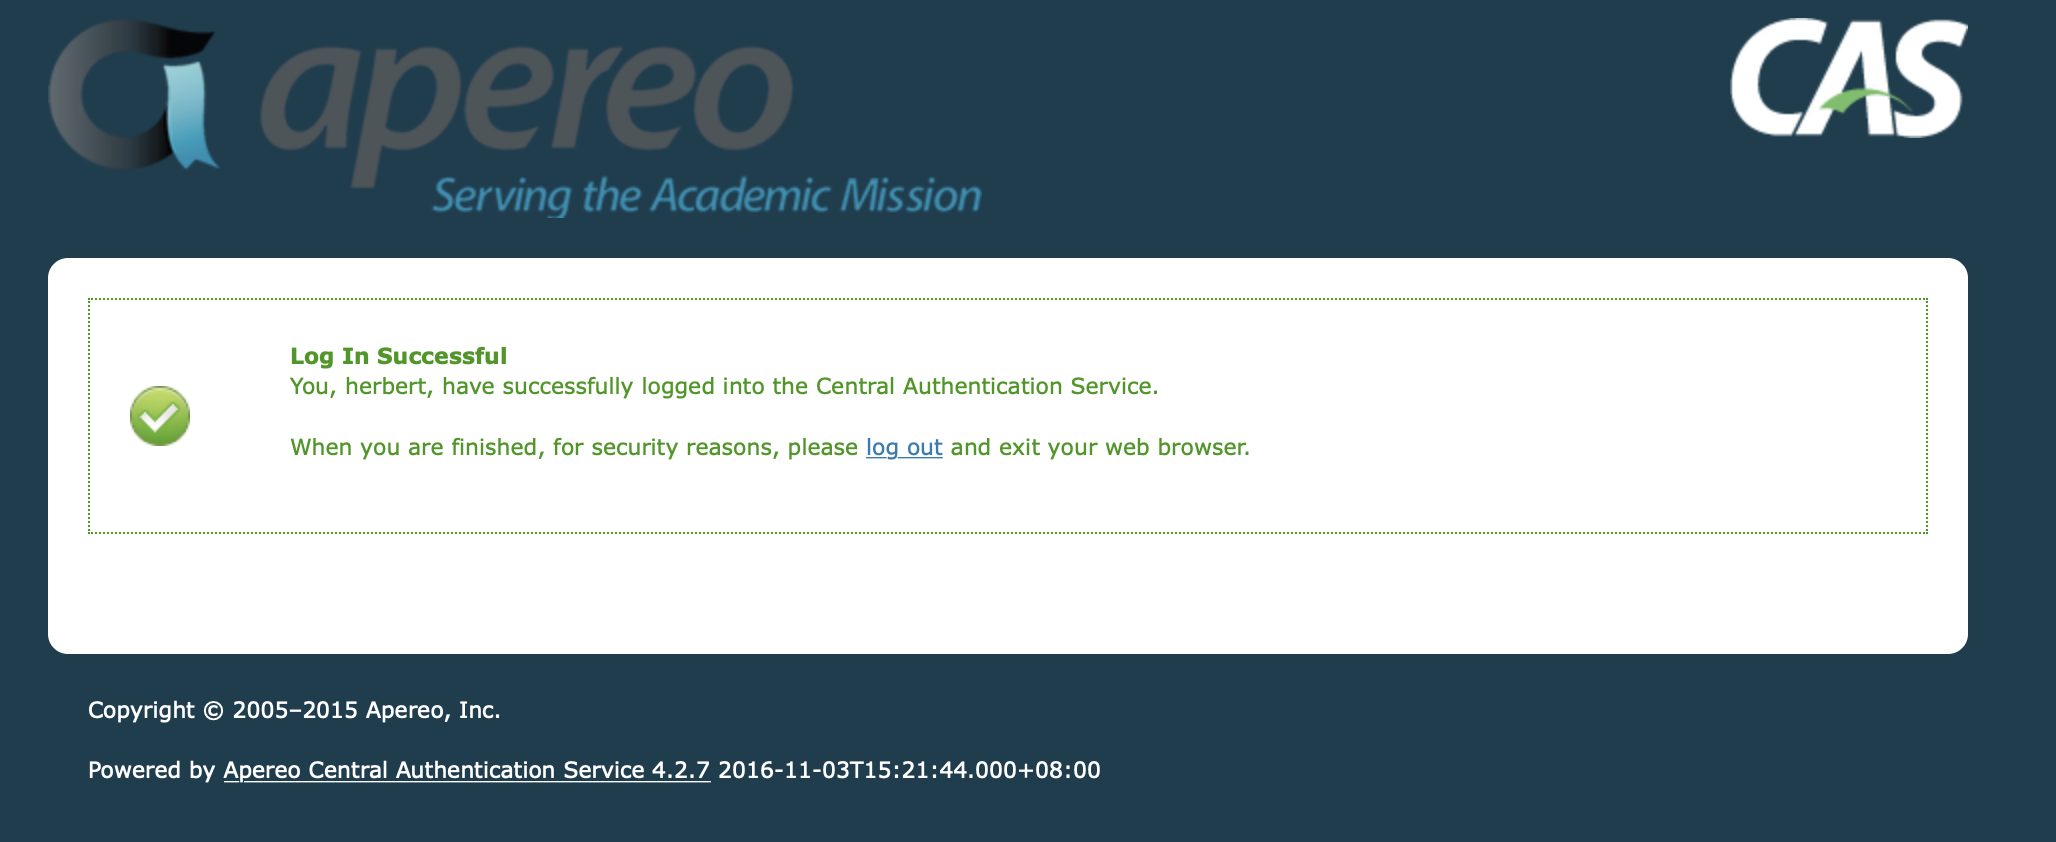 apereo
CAS
Serving the Academic Mission
Log In Successful
You, herbert, have successfully logged into the Central Authentication Service.
When you are finished, for security reasons, please log out and exit your web browser.
Copyright © 2005–2015 Apereo, Inc.
Powered by Apereo Central Authentication Service 4.2.7 2016-11-03T15:21:44.000+08:00